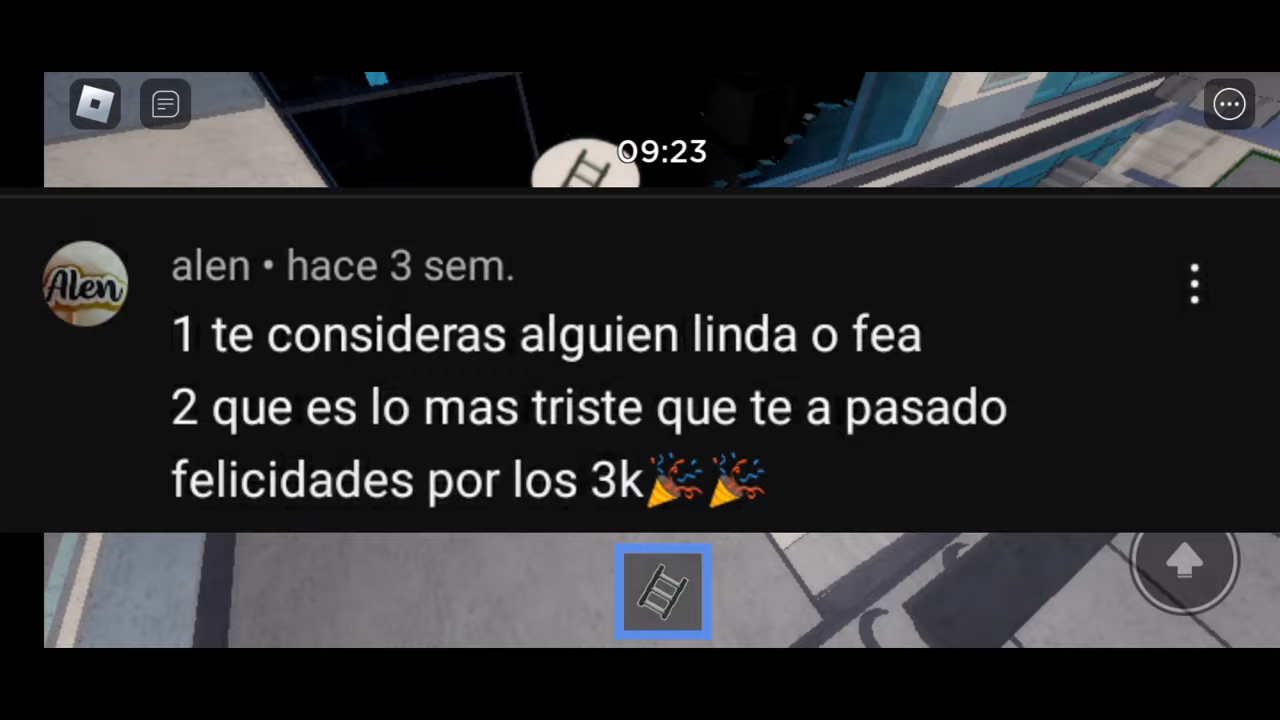 09:23
Alen
alen • hace 3 sem.
1 te consideras alguien linda o fea
2 que es lo mas triste que te a pasado
felicidades por los 3k🎉🎉